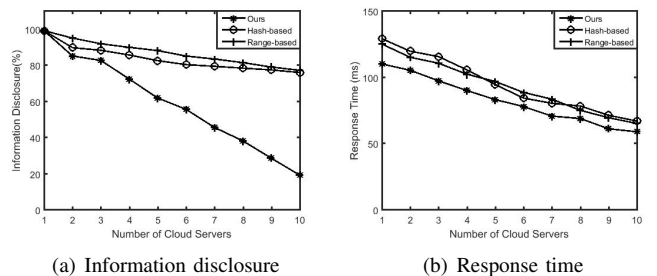 Ours
Hash-based
Range-based
100
80
60
40
20
0
Information Disclosure(%)
1 2 3 4 5 6 7 8 9 10
Number of Cloud Servers
(a) Information disclosure
Ours
Hash-based
Range-based
150
100
50
0
Response Time (ms)
1 2 3 4 5 6 7 8 9 10
Number of Cloud Servers
(b) Response time